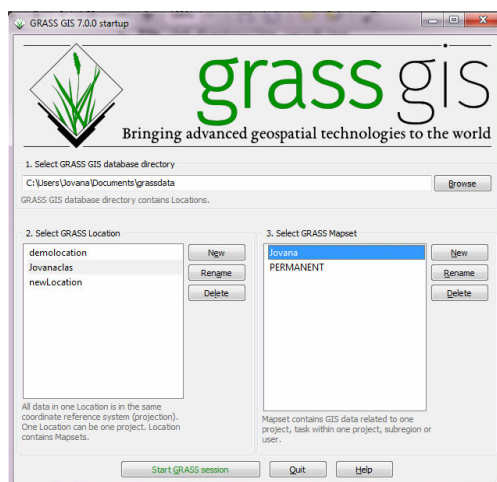 GRASS GIS 7.0.0 startup
grass gis
Bringing advanced geospatial technologies to the world
1. Select GRASS GIS database directory
C:\Users\Jovana\Documents\grassdata
Browse
GRASS GIS database directory contains Locations.
2. Select GRASS Location
demolocation
Jovanaclas
newLocation
New
Rename
Delete
All data in one Location is in the same
coordinate reference system (projection).
One Location can be one project. Location
contains Mapsets.
3. Select GRASS Mapset
Jovana
PERMANENT
New
Rename
Delete
Mapset contains GIS data related to one
project, task within one project, subregion or
user.
Start GRASS session
Quit
Help